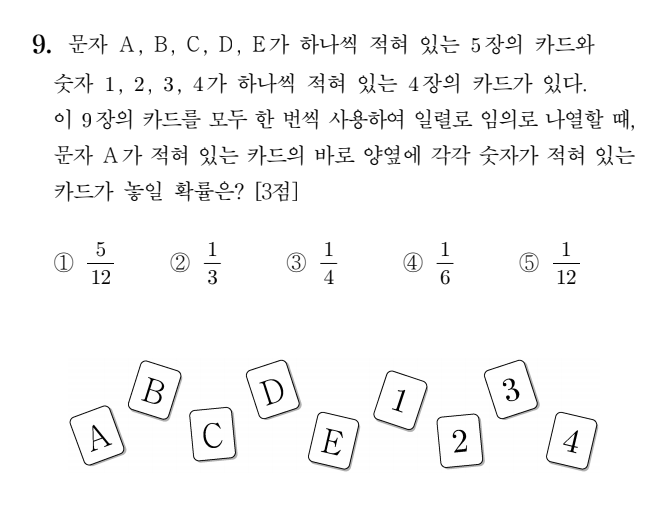 9. 문자 A, B, C, D, E가 하나씩 적혀 있는 5장의 카드와
숫자 1, 2, 3, 4가 하나씩 적혀 있는 4장의 카드가 있다.
이 9장의 카드를 모두 한 번씩 사용하여 일렬로 임의로 나열할 때,
문자 A가 적혀 있는 카드의 바로 양옆에 각각 숫자가 적혀 있는
카드가 놓일 확률은? [3점]
① 5/12 ② 1/3 ③ 1/4 ④ 1/6 ⑤ 1/12
A B C D E 1 2 3 4